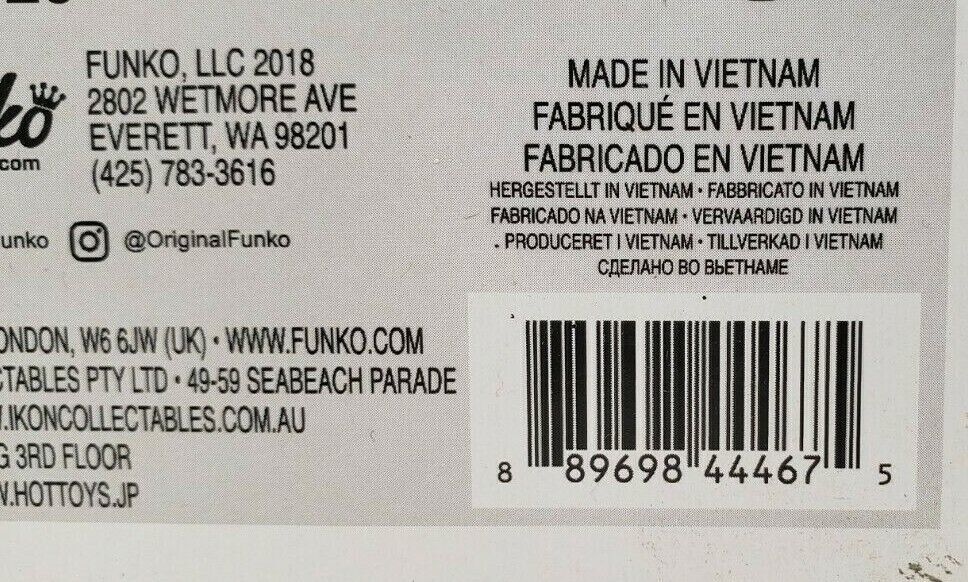 FUNKO, LLC 2018
2802 WETMORE AVE
EVERETT, WA 98201
(425) 783-3616
ko
com
unko @OriginalFunko
MADE IN VIETNAM
FABRIQUÉ EN VIETNAM
FABRICADO EN VIETNAM
HERGESTELLT IN VIETNAM • FABBRICATO IN VIETNAM
FABRICADO NA VIETNAM • VERVAARDIGD IN VIETNAM
PRODUCERET I VIETNAM • TILLVERKAD I VIETNAM
СДЕЛАНО ВО ВЬЕТНАМЕ
ONDON, W6 6JW (UK) • WWW.FUNKO.COM
CTABLES PTY LTD • 49-59 SEABEACH PARADE
.IKONCOLLECTABLES.COM.AU
G 3RD FLOOR
W.HOTTOYS.JP
8 89698 44467 5